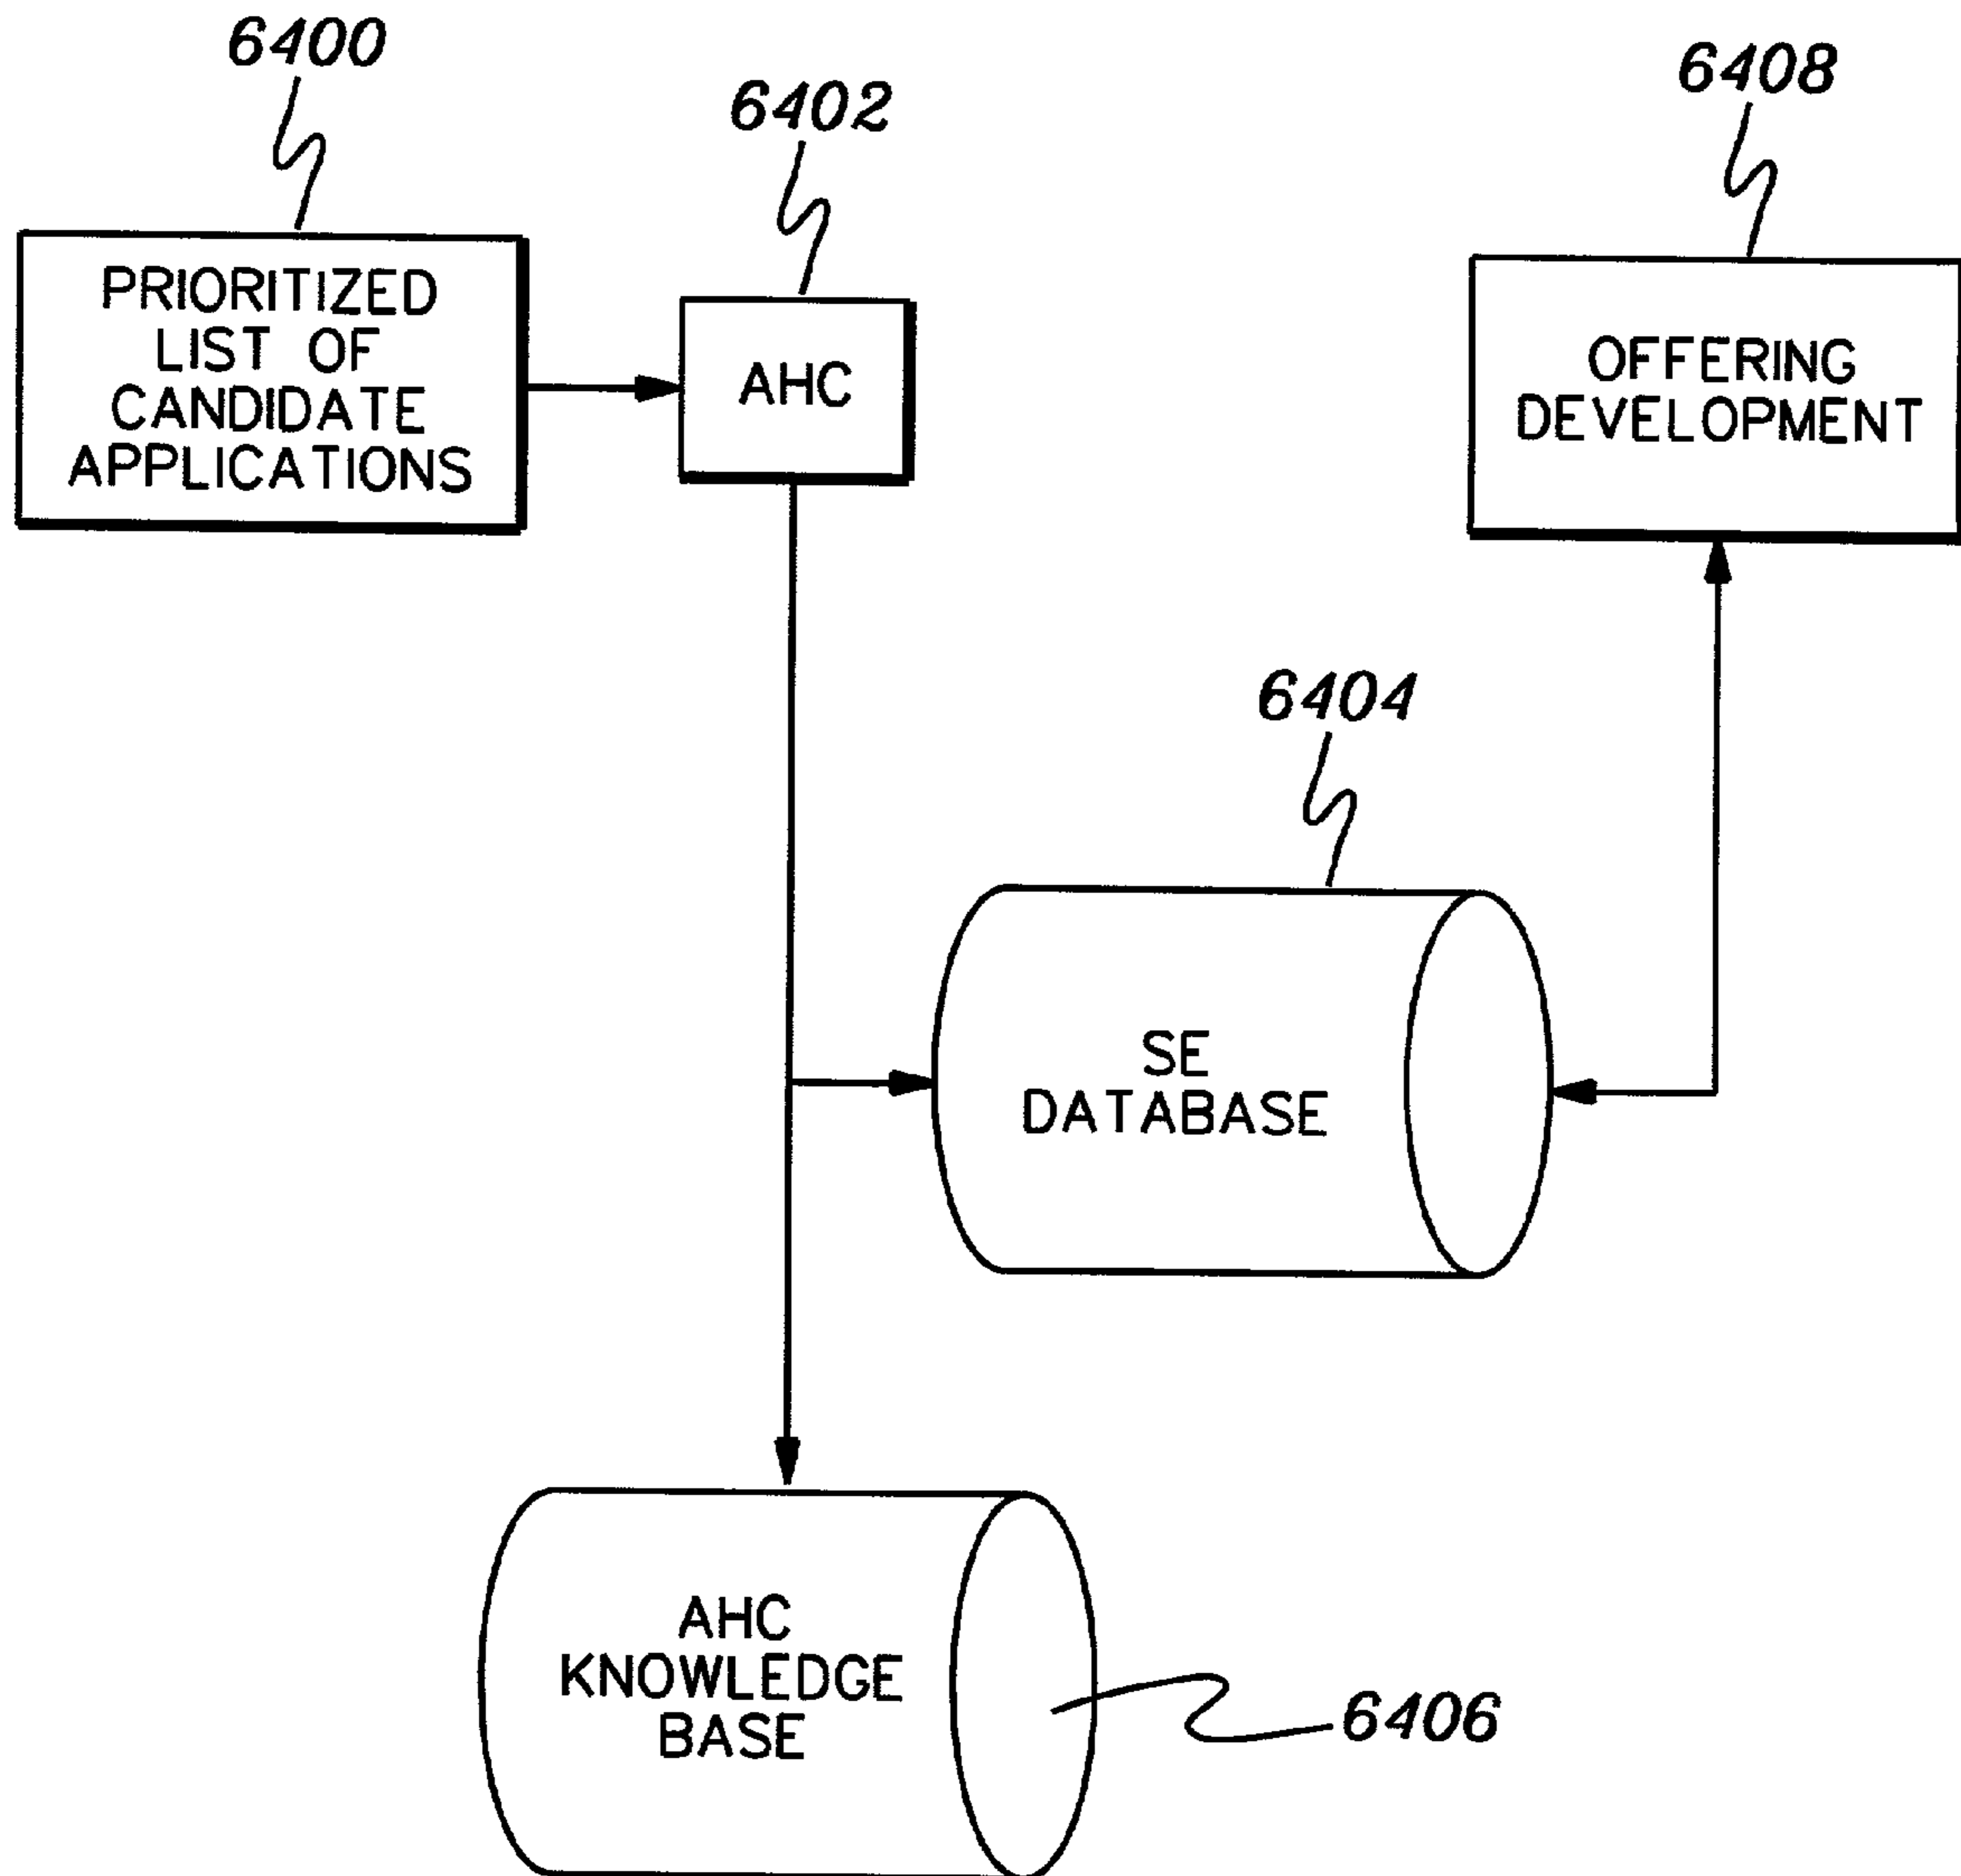 6400
6402
6408
PRIORITIZED
LIST OF
CANDIDATE
APPLICATIONS
AHC
OFFERING
DEVELOPMENT
6404
SE
DATABASE
AHC
KNOWLEDGE
BASE
6406